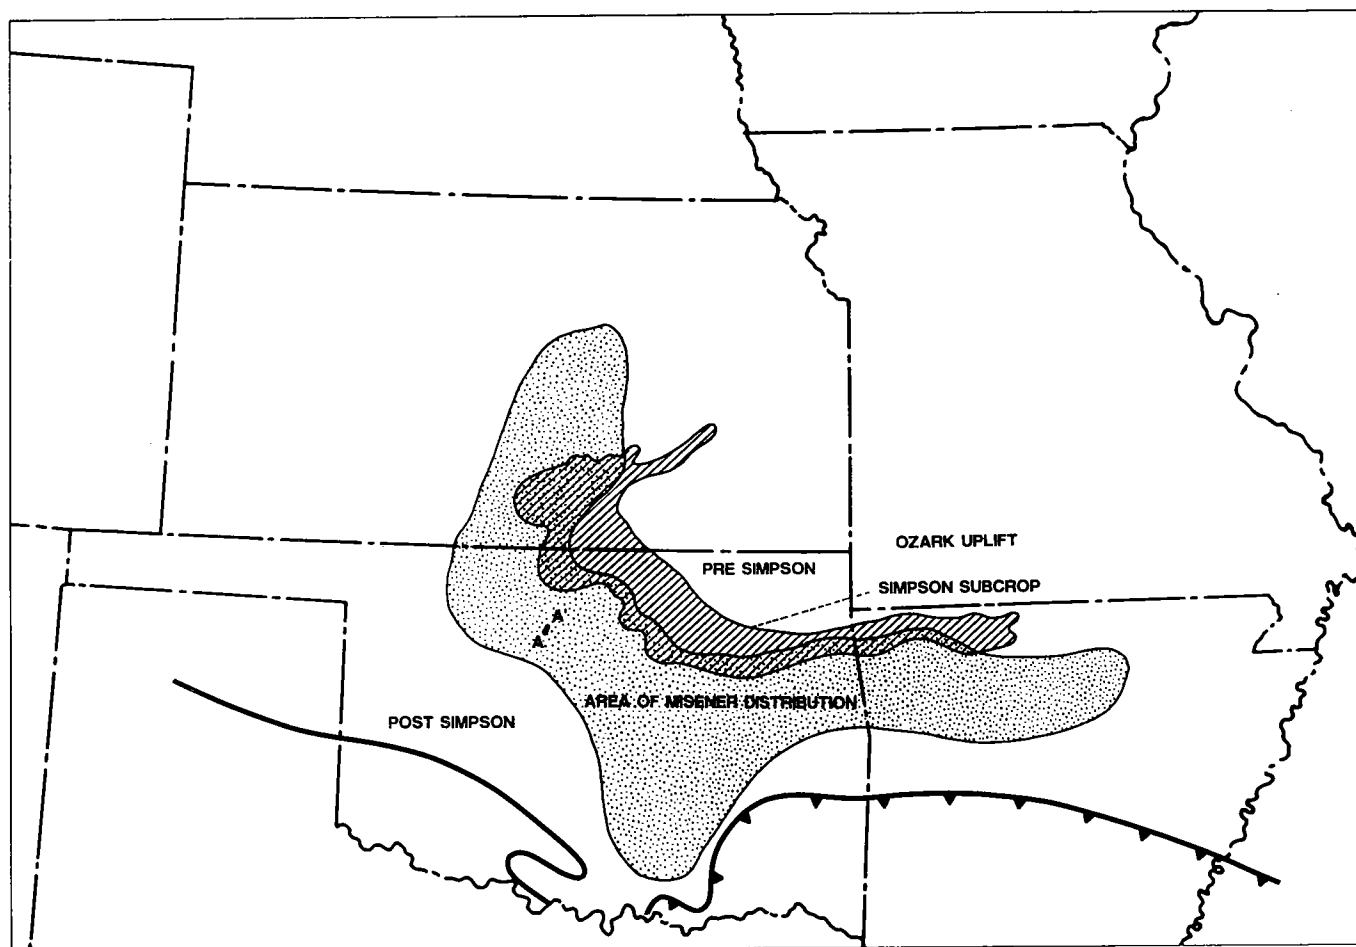 OZARK UPLIFT
PRE SIMPSON
SIMPSON SUBCROP
A'
A
AREA OF MISENER DISTRIBUTION
POST SIMPSON